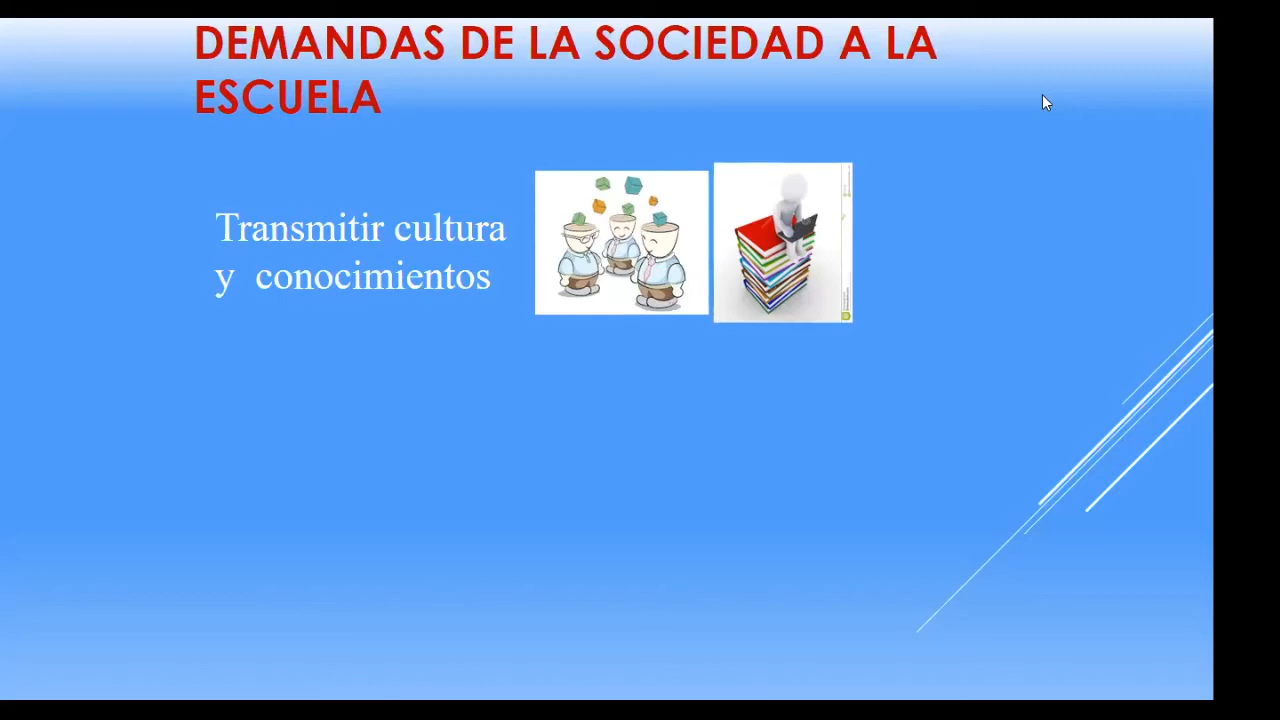 DEMANDAS DE LA SOCIEDAD A LA
ESCUELA
Transmitir cultura
y conocimientos